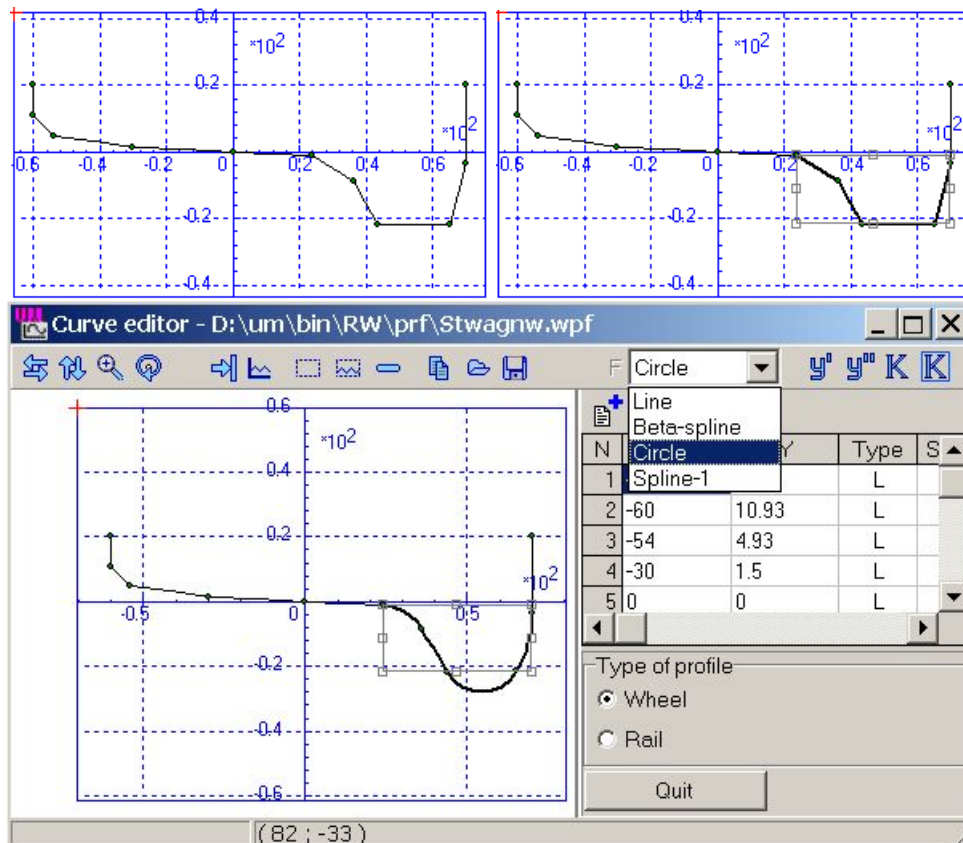 0.4
*10²
0.2
*10²
-0.6 -0.4 -0.2 0 0.2 0.4 0.6
-0.2
-0.4
0.4
*10²
0.2
*10²
-0.6 -0.4 -0.2 0 0.2 0.4 0.6
-0.2
-0.4
Curve editor - D:\um\bin\RW\prf\Stwagnw.wpf
F Circle y' y'' K K
Line
Beta-spline
Circle
Spline-1
0.6
*10²
0.4
0.2
*10²
-0.5 0 0.5
-0.2
-0.4
-0.6
N Y Type S
1 L
2 -60 10.93 L
3 -54 4.93 L
4 -30 1.5 L
5 0 0 L
Type of profile
Wheel
Rail
Quit
(82 ; -33)